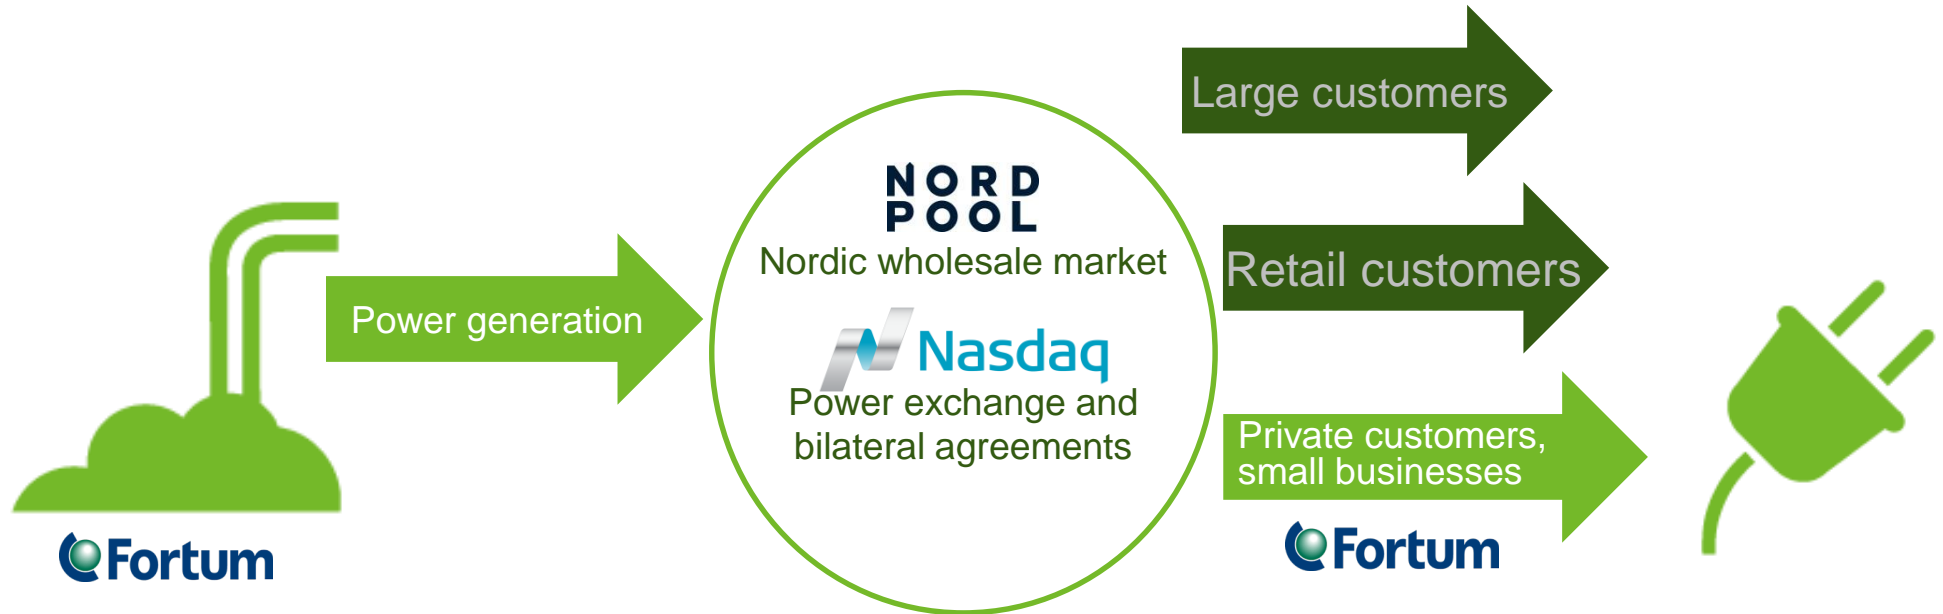 Fortum
Power generation
NORD
POOL
Nordic wholesale market
Nasdaq
Power exchange and
bilateral agreements
Large customers
Retail customers
Private customers,
small businesses
Fortum